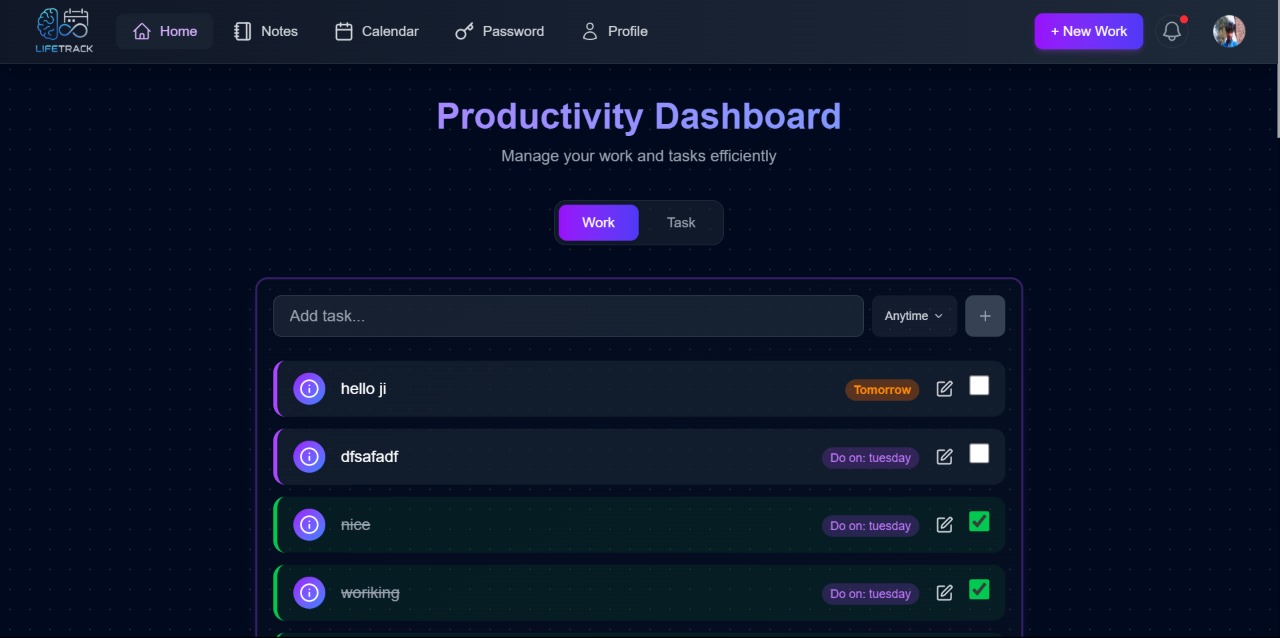 LIFETRACK
Home Notes Calendar Password Profile + New Work
Productivity Dashboard
Manage your work and tasks efficiently
Work Task
Add task... Anytime +
hello ji Tomorrow
dfsafadf Do on: tuesday
nice Do on: tuesday
woriking Do on: tuesday